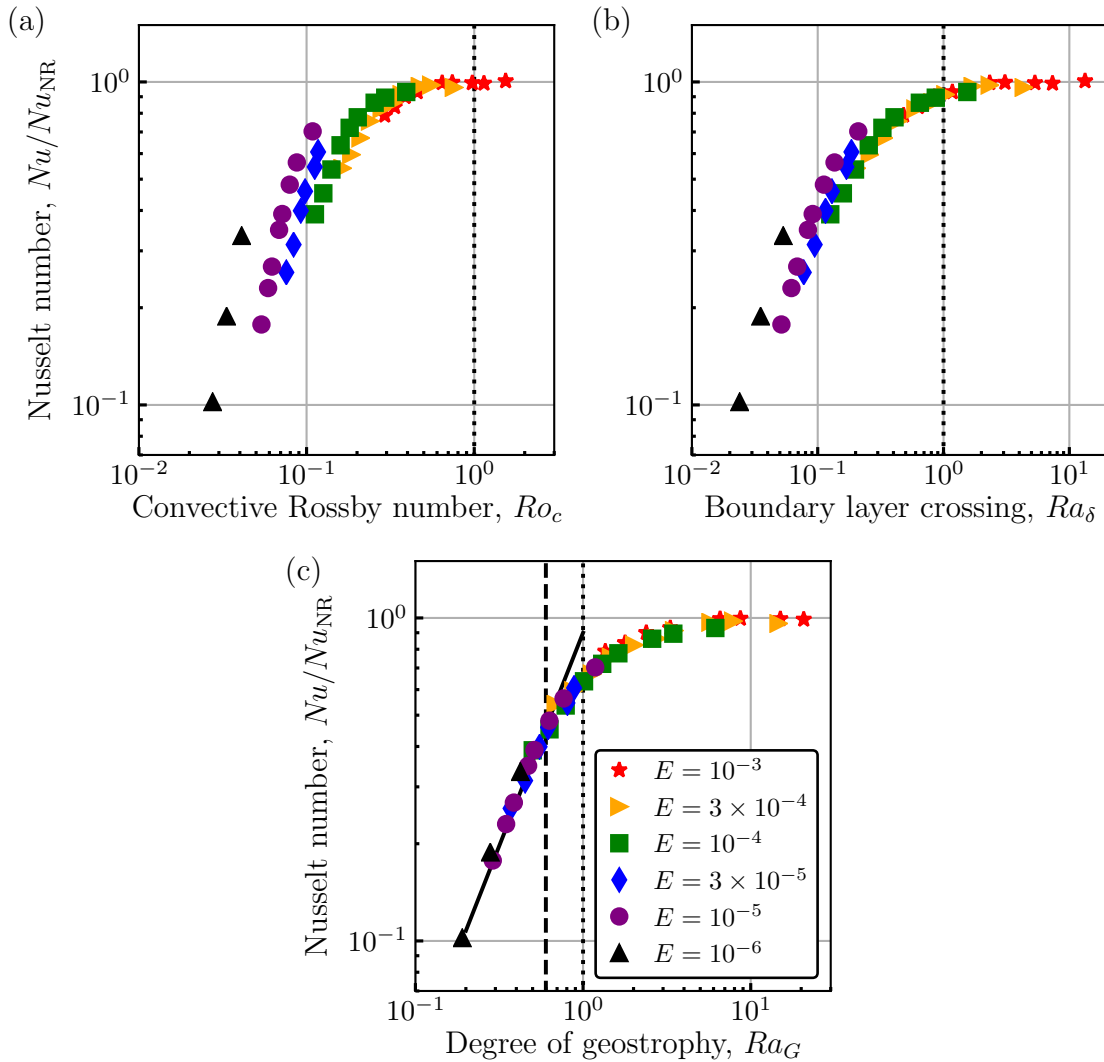 (a)
Nusselt number, Nu/Nu_NR
10^0
10^{-1}
10^{-2}
10^{-1}
10^0
Convective Rossby number, Ro_c
(b)
10^0
10^{-1}
10^{-2}
10^{-1}
10^0
10^1
Boundary layer crossing, Ra_δ
(c)
Nusselt number, Nu/Nu_NR
10^0
10^{-1}
10^{-1}
10^0
10^1
Degree of geostrophy, Ra_G
E = 10^{-3}
E = 3 × 10^{-4}
E = 10^{-4}
E = 3 × 10^{-5}
E = 10^{-5}
E = 10^{-6}